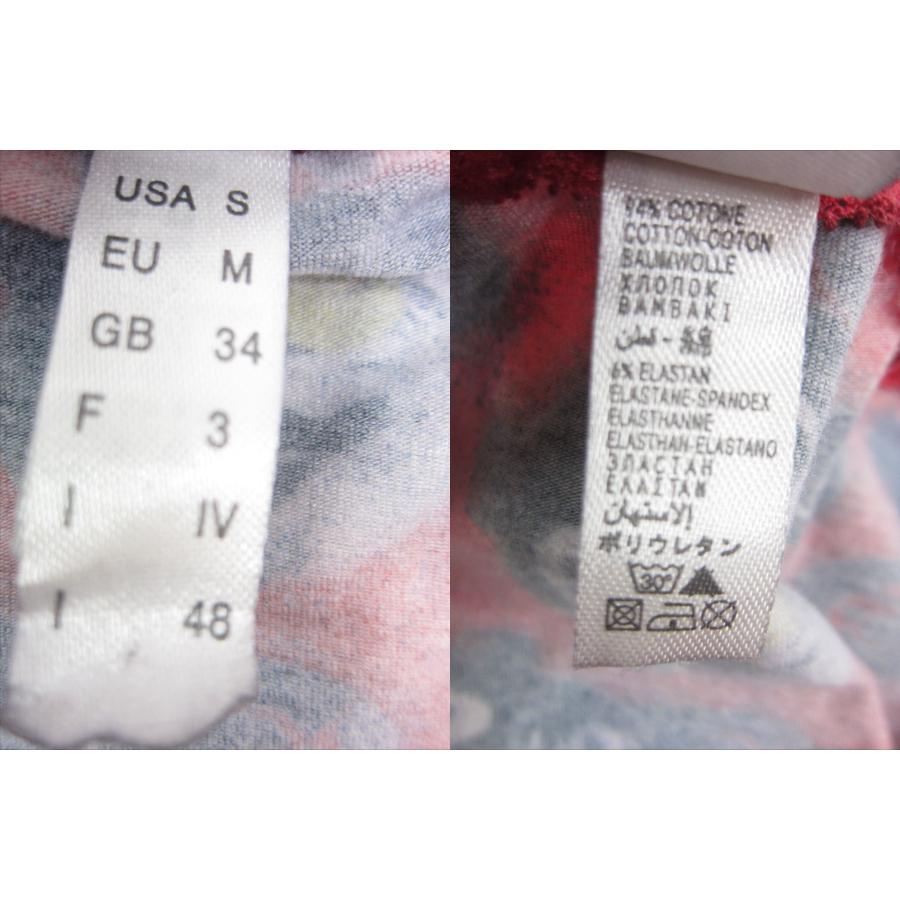 USA S
EU M
GB 34
F 3
I IV
I 48
94% COTONE
COTTON-COTON
BAUMWOLLE
ХЛОПОК
BAMBAKI
قطن - 綿
6% ELASTAN
ELASTANE-SPANDEX
ELASTHANNE
ELASTHAN-ELASTANO
ЭЛАСТАН
ΕΛΑΣΤΑΝ
ポリウレタン
30°